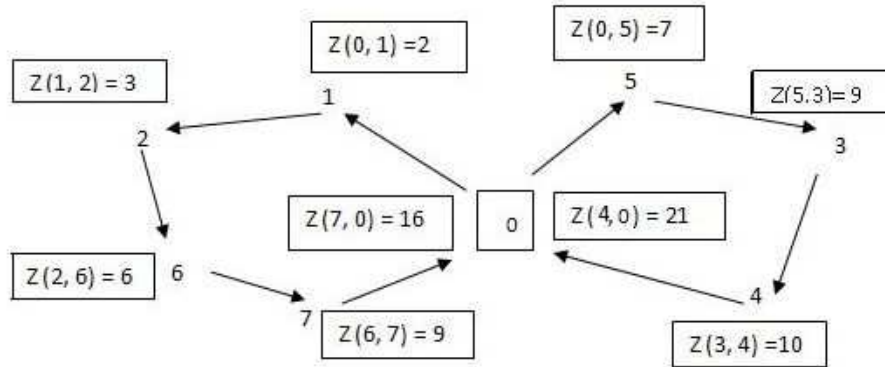 Z(0, 1) =2
Z(0, 5) =7
Z(1, 2) = 3
1
5
Z(5,3)= 9
2
3
Z(7, 0) = 16
0
Z(4, 0) = 21
Z(2, 6) = 6
6
7
4
Z(6, 7) = 9
Z(3, 4) =10